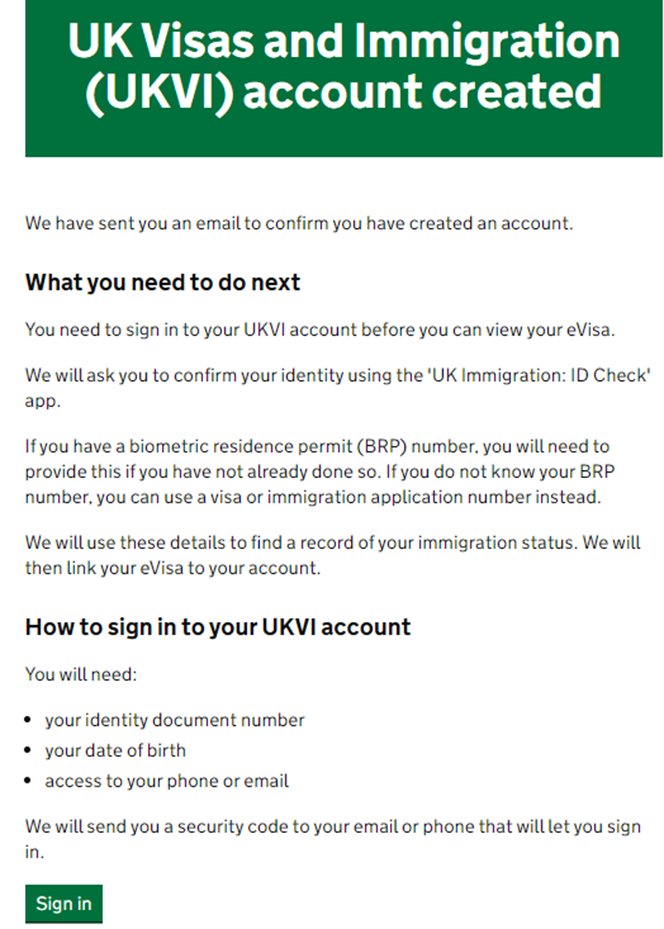 UK Visas and Immigration
(UKVI) account created
We have sent you an email to confirm you have created an account.
What you need to do next
You need to sign in to your UKVI account before you can view your eVisa.
We will ask you to confirm your identity using the 'UK Immigration: ID Check'
app.
If you have a biometric residence permit (BRP) number, you will need to
provide this if you have not already done so. If you do not know your BRP
number, you can use a visa or immigration application number instead.
We will use these details to find a record of your immigration status. We will
then link your eVisa to your account.
How to sign in to your UKVI account
You will need:
• your identity document number
• your date of birth
• access to your phone or email
We will send you a security code to your email or phone that will let you sign
in.
Sign in